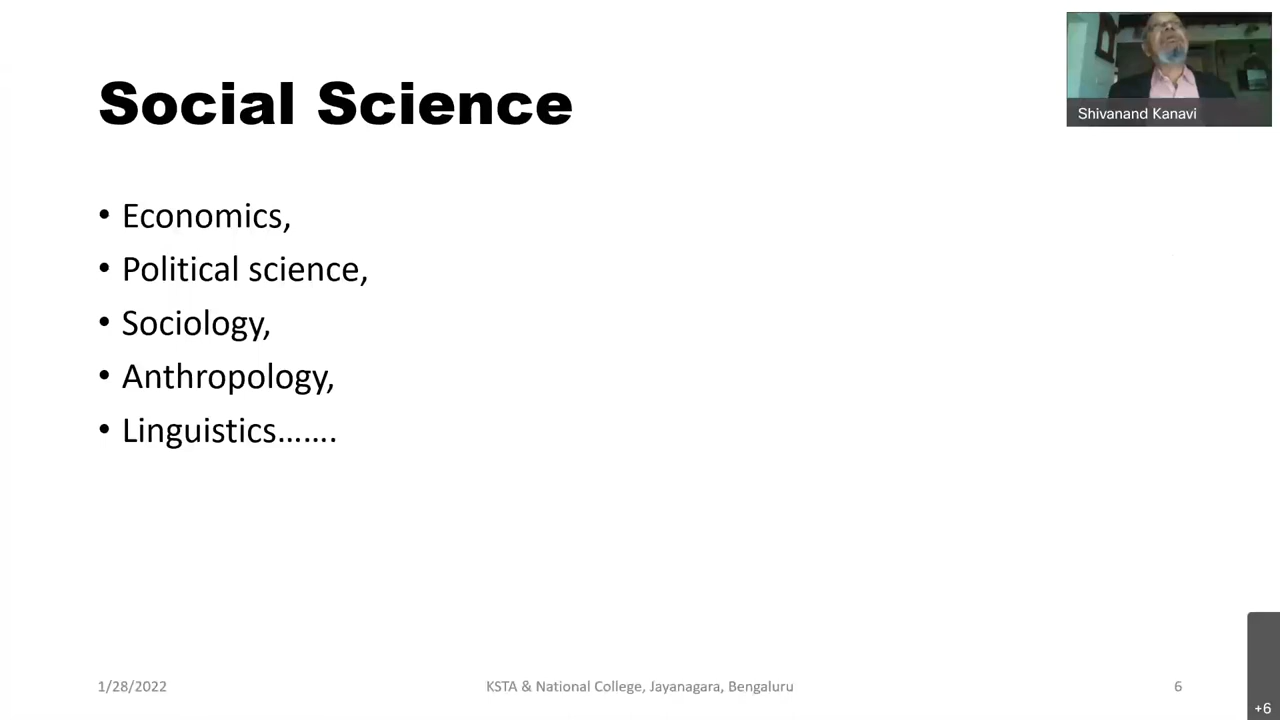 Social Science
Shivanand Kanavi
• Economics,
• Political science,
• Sociology,
• Anthropology,
• Linguistics.......
1/28/2022
KSTA & National College, Jayanagara, Bengaluru
6
+6